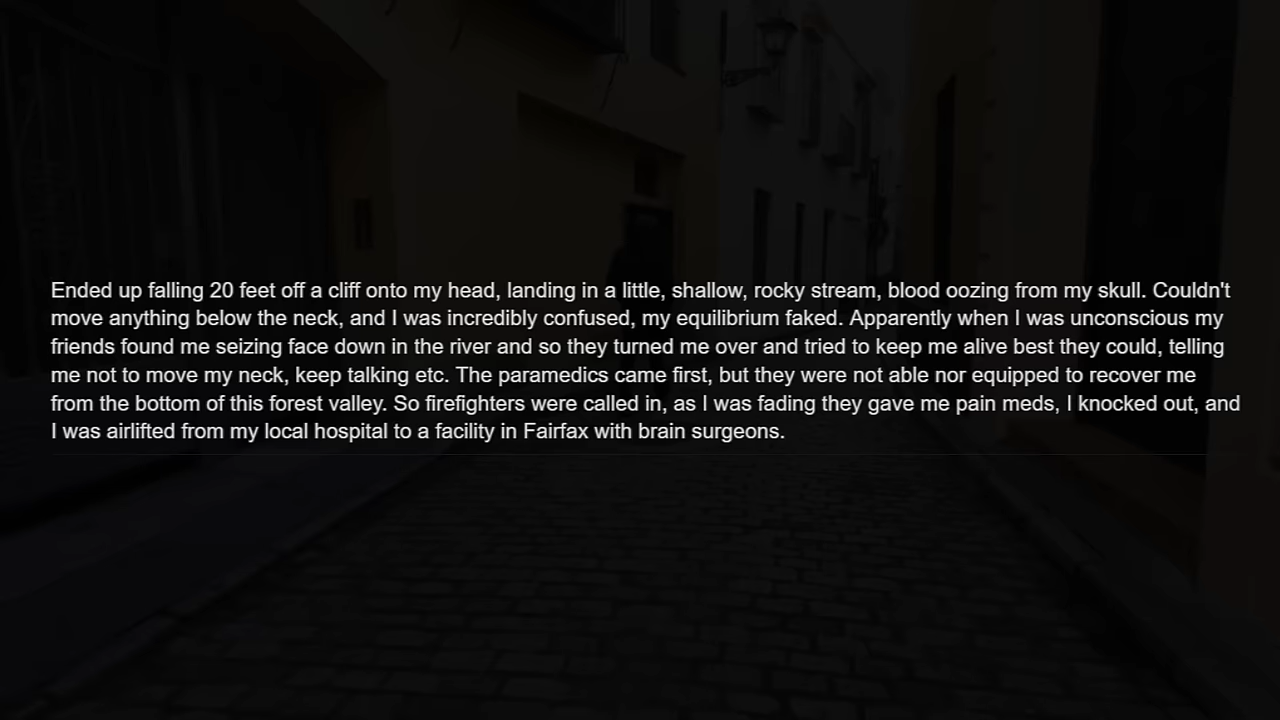 Ended up falling 20 feet off a cliff onto my head, landing in a little, shallow, rocky stream, blood oozing from my skull. Couldn't
move anything below the neck, and I was incredibly confused, my equilibrium faked. Apparently when I was unconscious my
friends found me seizing face down in the river and so they turned me over and tried to keep me alive best they could, telling
me not to move my neck, keep talking etc. The paramedics came first, but they were not able nor equipped to recover me
from the bottom of this forest valley. So firefighters were called in, as I was fading they gave me pain meds, I knocked out, and
I was airlifted from my local hospital to a facility in Fairfax with brain surgeons.